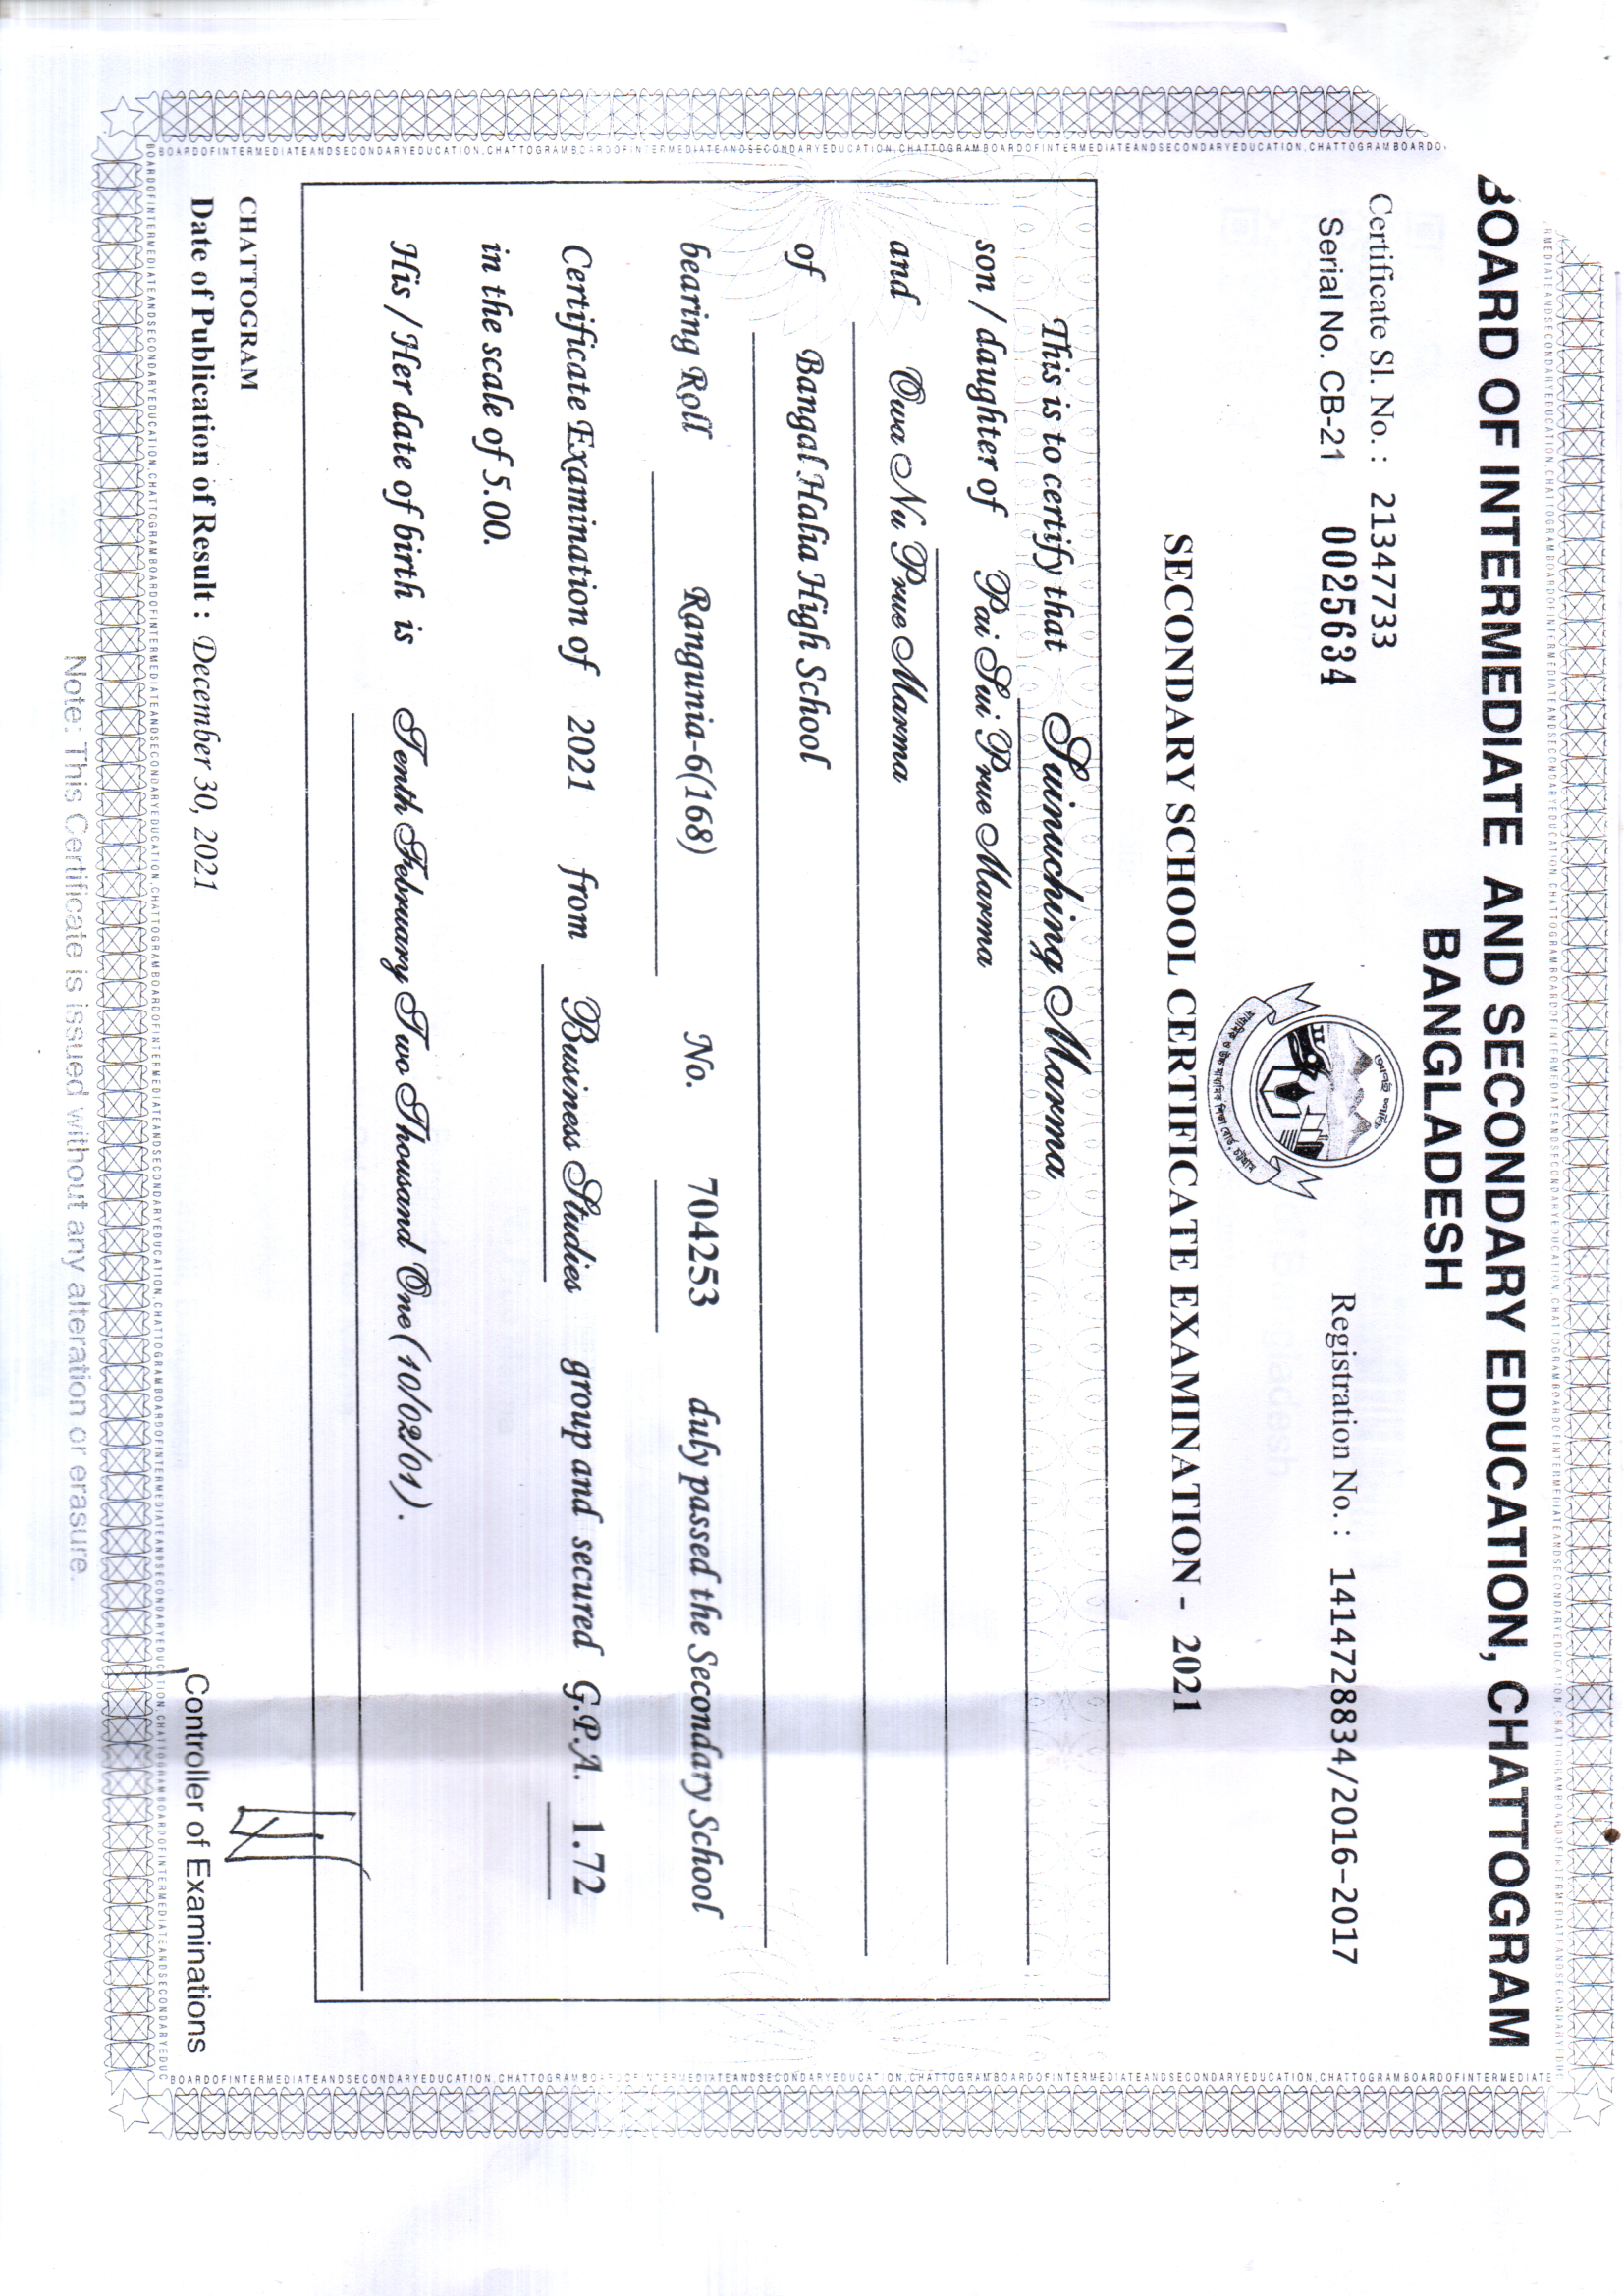 BOARD OF INTERMEDIATE AND SECONDARY EDUCATION, CHATTOGRAM
BANGLADESH
Certificate Sl. No. : 21347733
Serial No. CB-21 0025634
Registration No. : 1414728834/2016-2017
মাধ্যমিক ও উচ্চ মাধ্যমিক শিক্ষা বোর্ড, চট্টগ্রাম
SECONDARY SCHOOL CERTIFICATE EXAMINATION - 2021
This is to certify that Suinuching Marma
son / daughter of Pai Sui Prue Marma
and Owa Nu Prue Marma
of Bangal Halia High School
bearing Roll Rangunia-6(168) No. 704253 duly passed the Secondary School
Certificate Examination of 2021 from Business Studies group and secured G.P.A. 1.72
in the scale of 5.00.
His / Her date of birth is Tenth February Two Thousand One (10/02/01).
CHATTOGRAM
Date of Publication of Result : December 30, 2021
Controller of Examinations
Note: This Certificate is issued without any alteration or erasure.